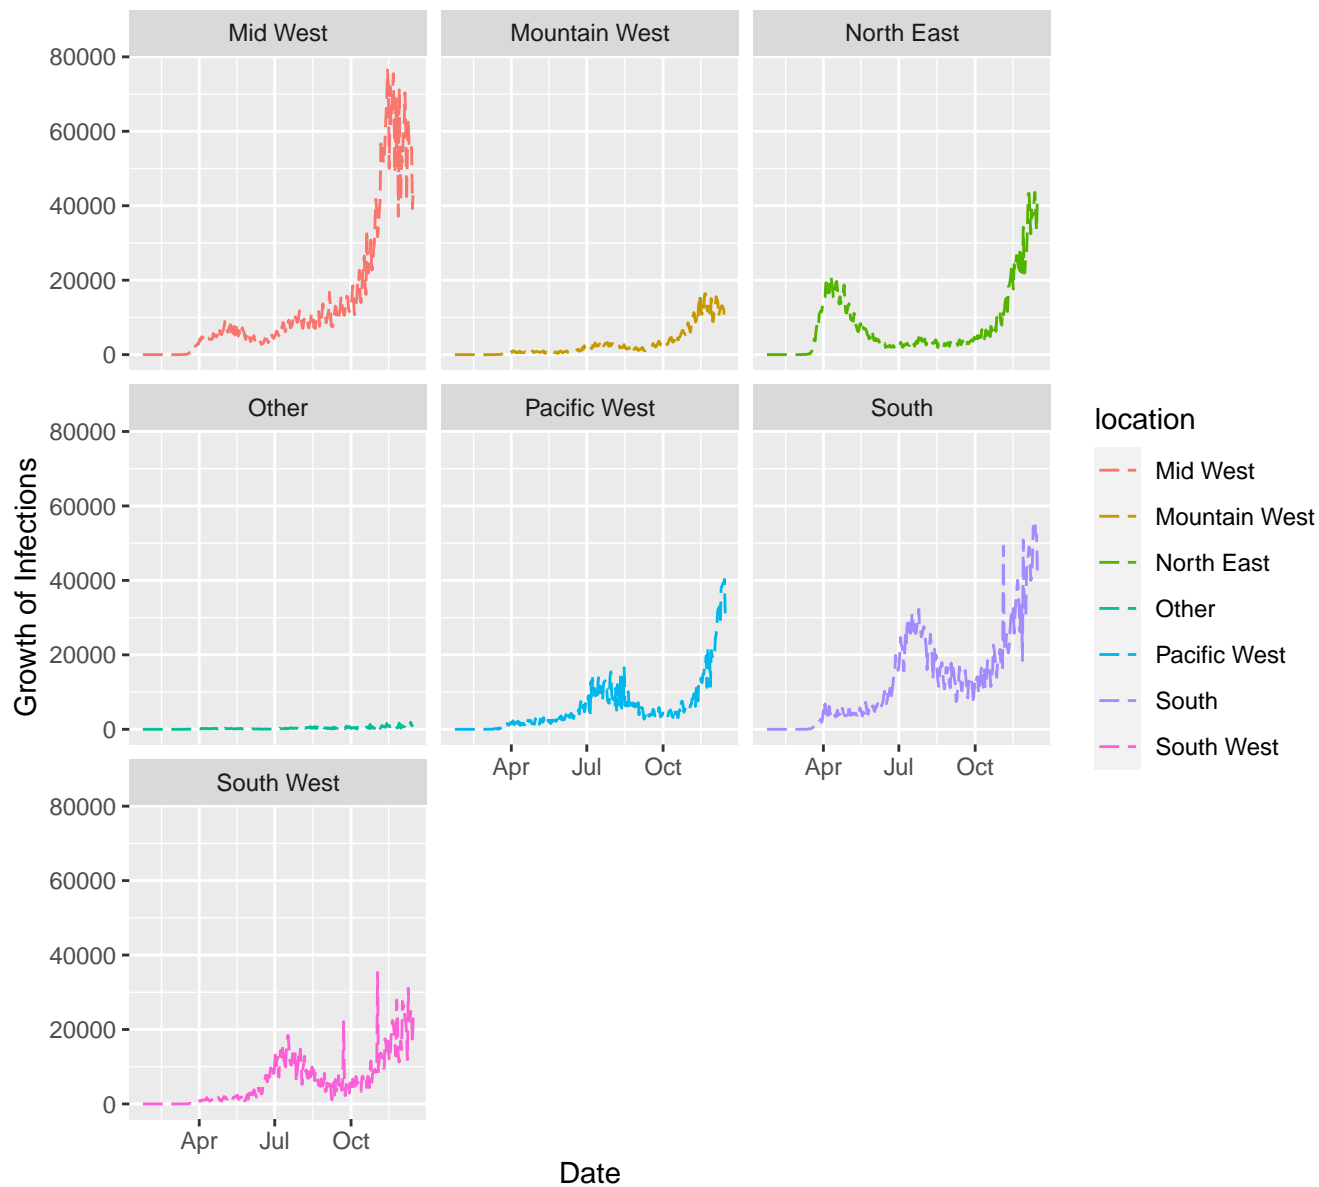 Mid West
Mountain West
North East
80000
60000
40000
20000
0
Other
Pacific West
South
80000
60000
40000
20000
0
Apr
Jul
Oct
Apr
Jul
Oct
South West
80000
60000
40000
20000
0
Apr
Jul
Oct
Growth of Infections
Date
location
Mid West
Mountain West
North East
Other
Pacific West
South
South West